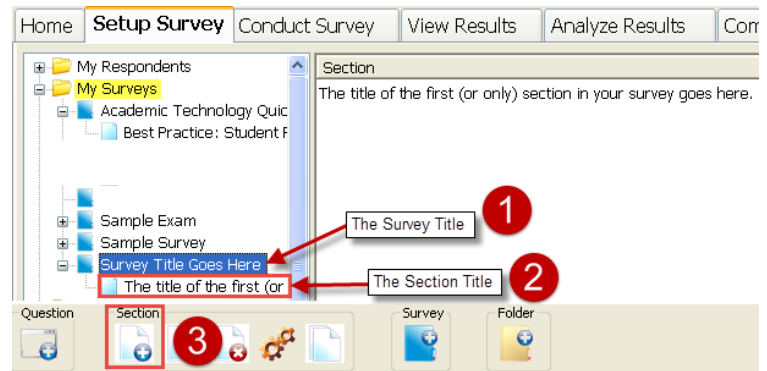 Home Setup Survey Conduct Survey View Results Analyze Results Com
My Respondents
My Surveys
Academic Technology Quic
Best Practice: Student F
Sample Exam
Sample Survey
Survey Title Goes Here
The title of the first (or
Section
The title of the first (or only) section in your survey goes here.
The Survey Title
1
The Section Title
2
Question Section Survey Folder
3